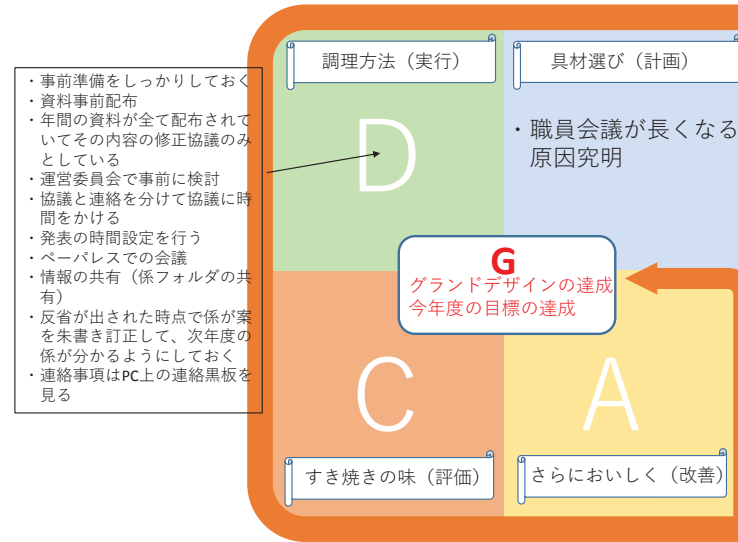 ・事前準備をしっかりしておく
・資料事前配布
・年間の資料が全て配布されて
いてその内容の修正協議のみ
としている
・運営委員会で事前に検討
・協議と連絡を分けて協議に時
間をかける
・発表の時間設定を行う
・ペーパレスでの会議
・情報の共有（係フォルダの共
有）
・反省が出された時点で係が案
を朱書き訂正して、次年度の
係が分かるようにしておく
・連絡事項はPC上の連絡黒板を
見る
調理方法（実行）
D
具材選び（計画）
・職員会議が長くなる
原因究明
G
グランドデザインの達成
今年度の目標の達成
C
すき焼きの味（評価）
A
さらにおいしく（改善）